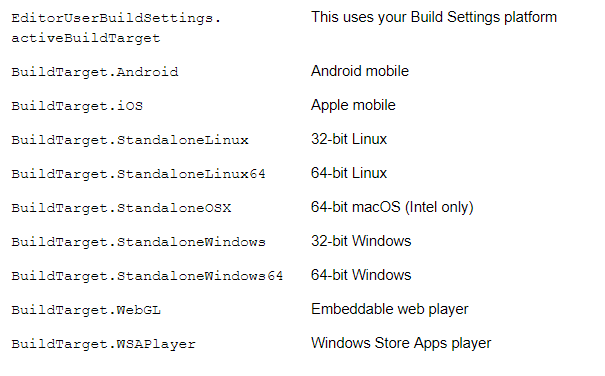 EditorUserBuildSettings. This uses your Build Settings platform
activeBuildTarget
BuildTarget.Android Android mobile
BuildTarget.iOS Apple mobile
BuildTarget.StandaloneLinux 32-bit Linux
BuildTarget.StandaloneLinux64 64-bit Linux
BuildTarget.StandaloneOSX 64-bit macOS (Intel only)
BuildTarget.StandaloneWindows 32-bit Windows
BuildTarget.StandaloneWindows64 64-bit Windows
BuildTarget.WebGL Embeddable web player
BuildTarget.WSAPlayer Windows Store Apps player